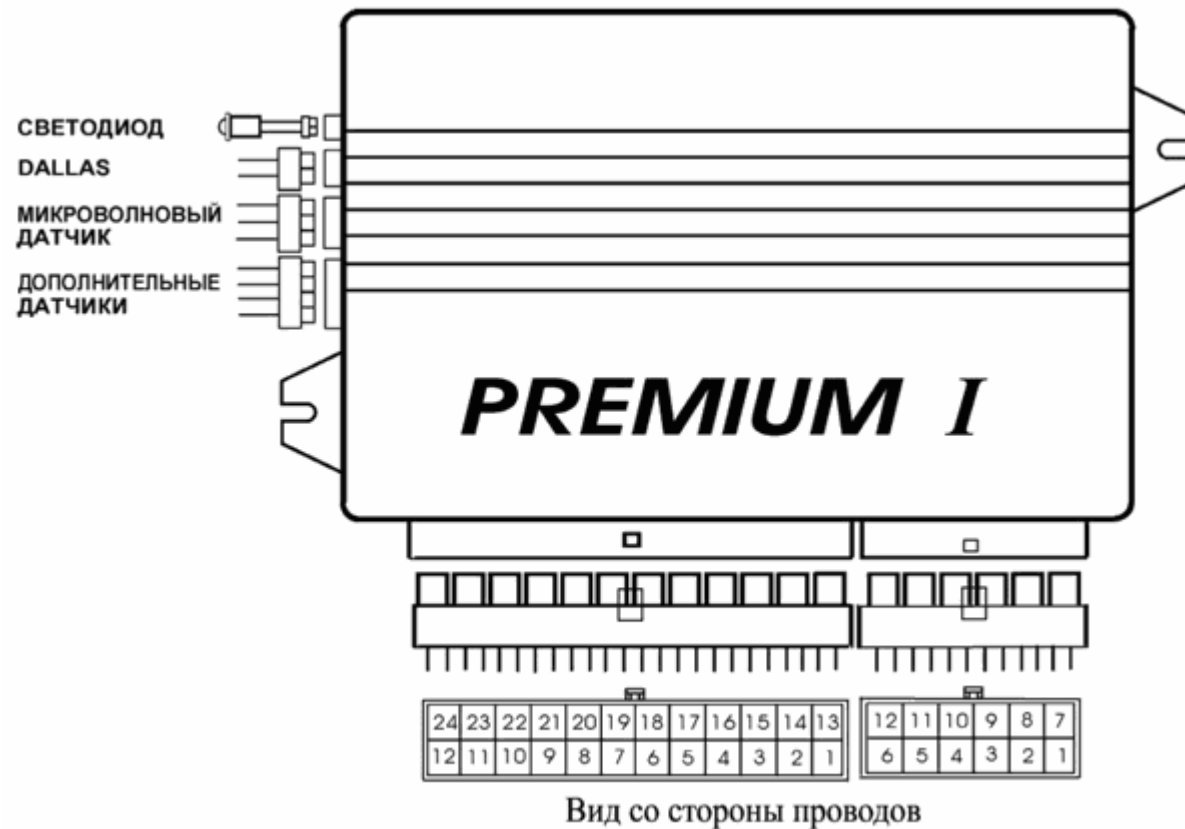 СВЕТОДИОД
DALLAS
МИКРОВОЛНОВЫЙ
ДАТЧИК
ДОПОЛНИТЕЛЬНЫЕ
ДАТЧИКИ
PREMIUM I
24 23 22 21 20 19 18 17 16 15 14 13
12 11 10 9 8 7 6 5 4 3 2 1
12 11 10 9 8 7
6 5 4 3 2 1
Вид со стороны проводов